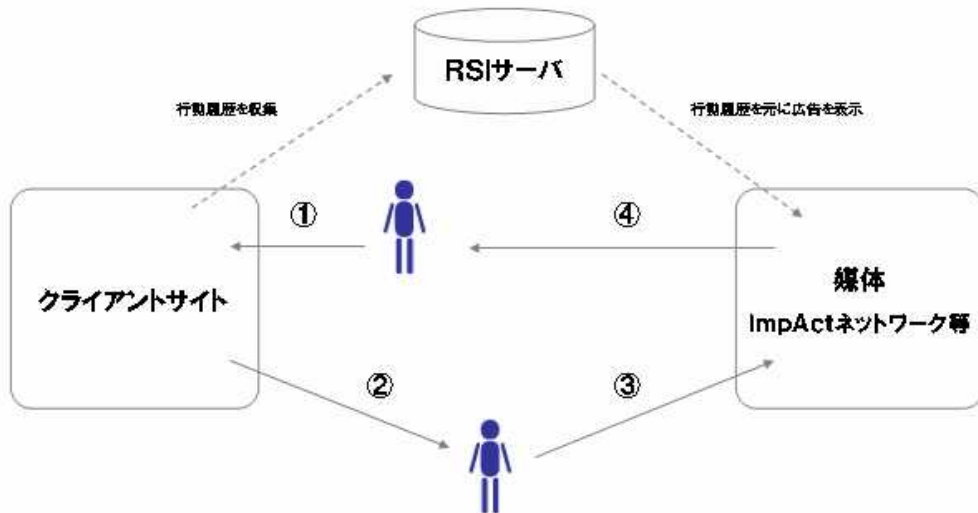 RSIサーバ
行動履歴を収集
行動履歴を元に広告を表示
①
④
クライアントサイト
媒体
ImpActネットワーク等
②
③